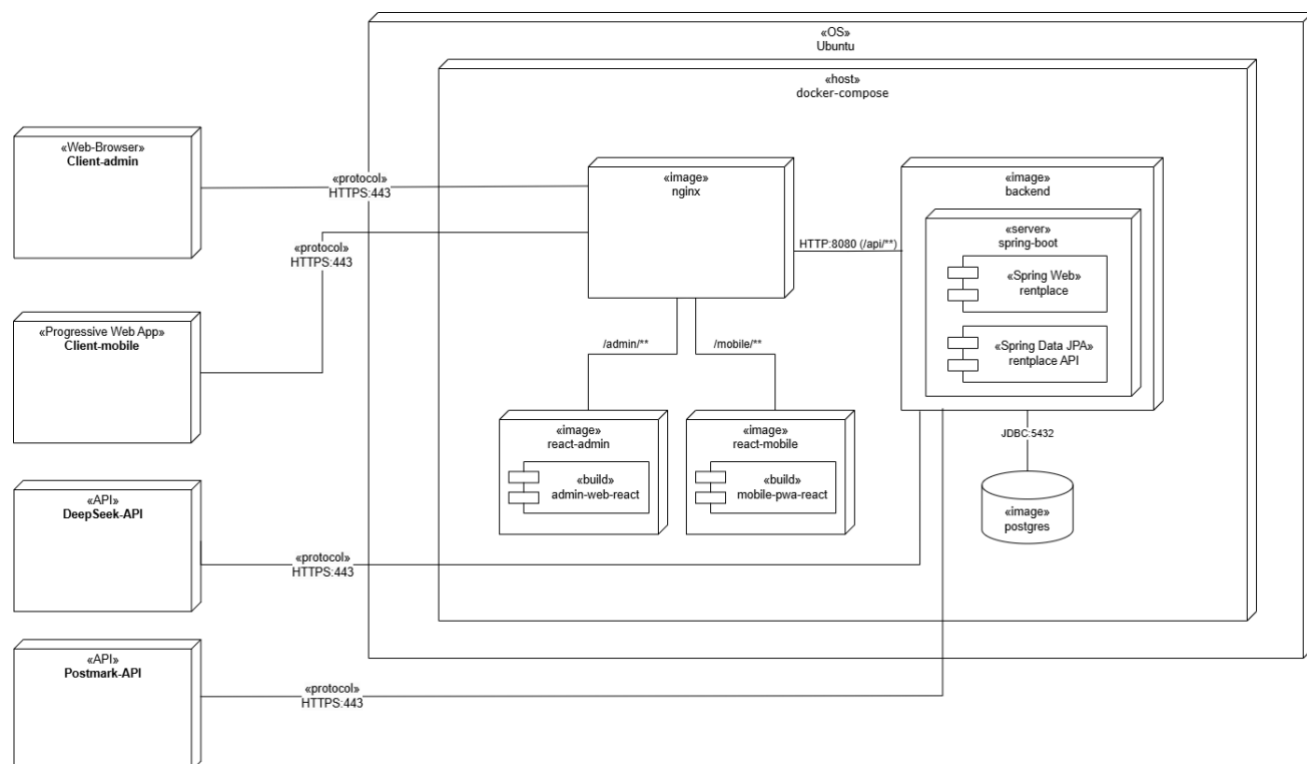 «OS»
Ubuntu
«host»
docker-compose
«Web-Browser»
Client-admin
«protocol»
HTTPS:443
«image»
nginx
«image»
backend
«server»
spring-boot
HTTP:8080 (/api/**)
«protocol»
HTTPS:443
«Spring Web»
rentplace
«Progressive Web App»
Client-mobile
/admin/**
/mobile/**
«Spring Data JPA»
rentplace API
«image»
react-admin
«image»
react-mobile
JDBC:5432
«build»
admin-web-react
«build»
mobile-pwa-react
«API»
DeepSeek-API
«image»
postgres
«protocol»
HTTPS:443
«API»
Postmark-API
«protocol»
HTTPS:443